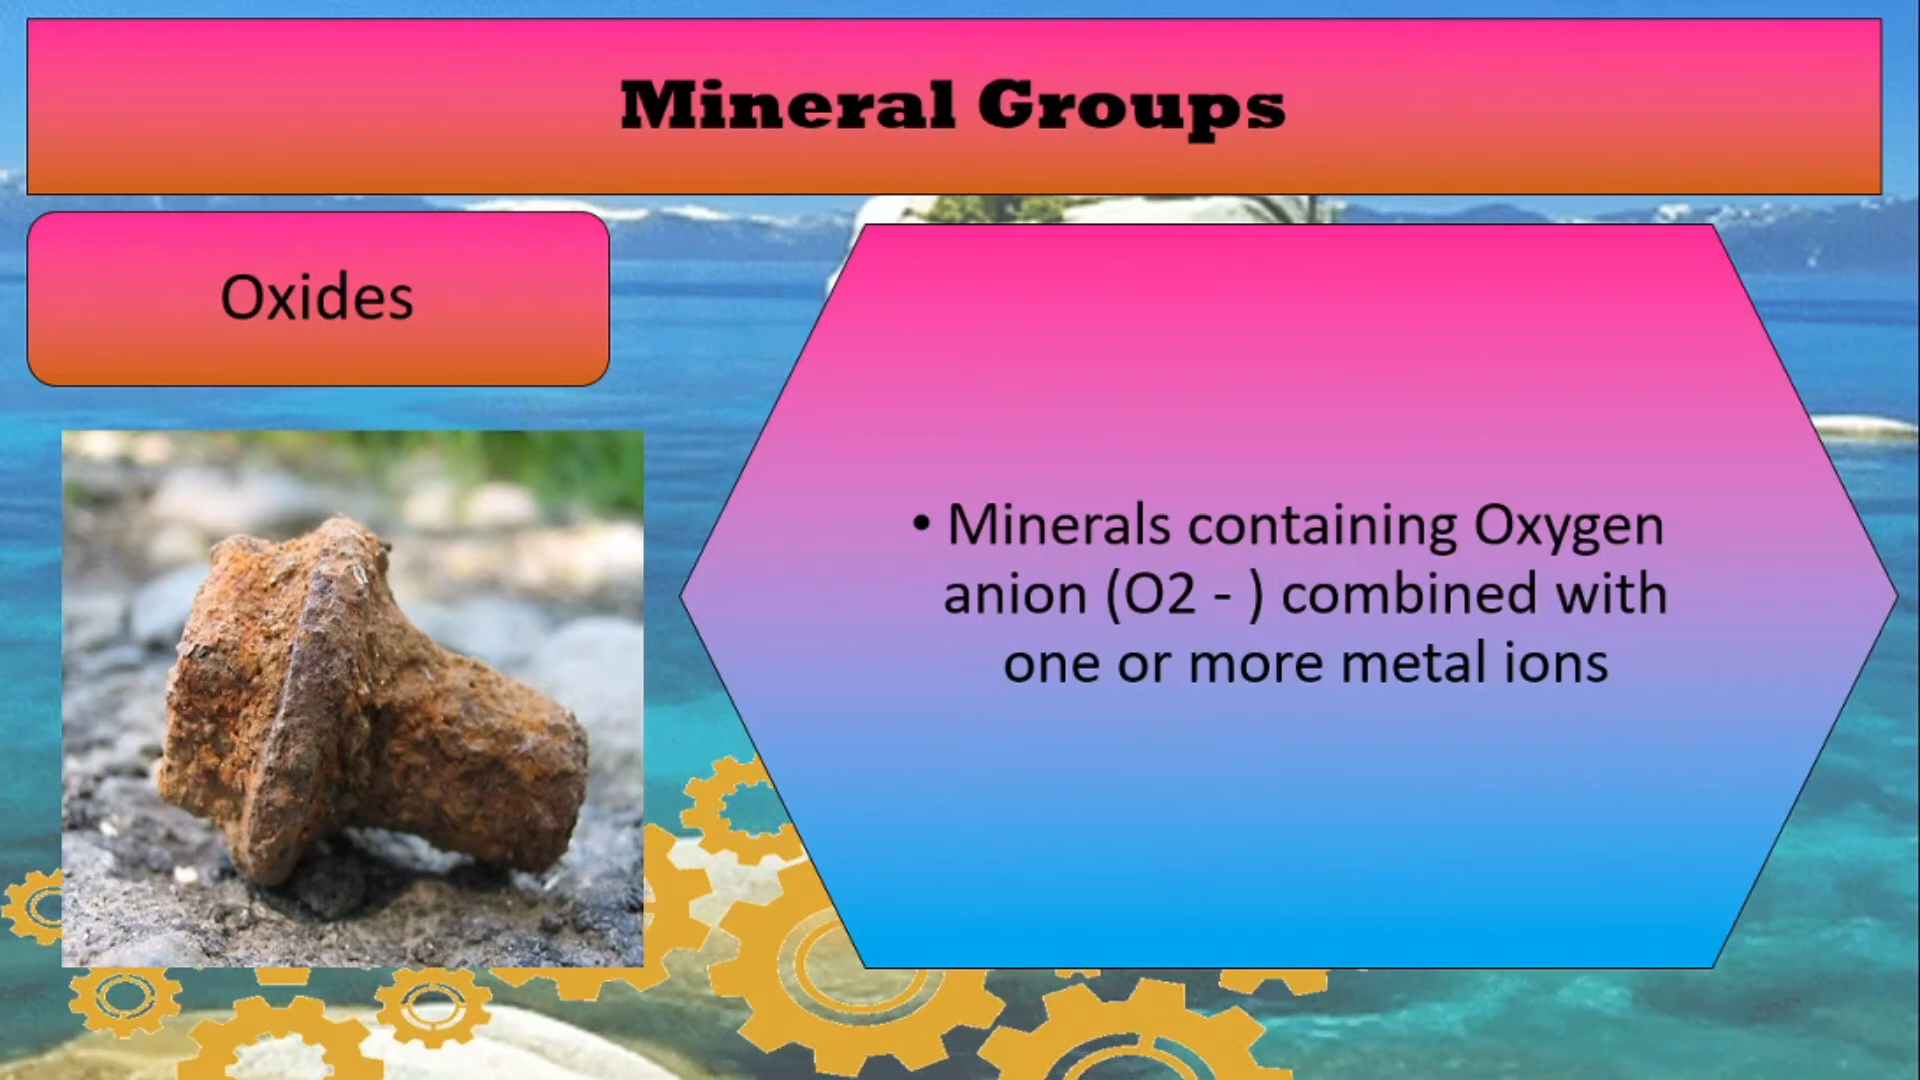 Mineral Groups
Oxides
• Minerals containing Oxygen
anion (O2 - ) combined with
one or more metal ions